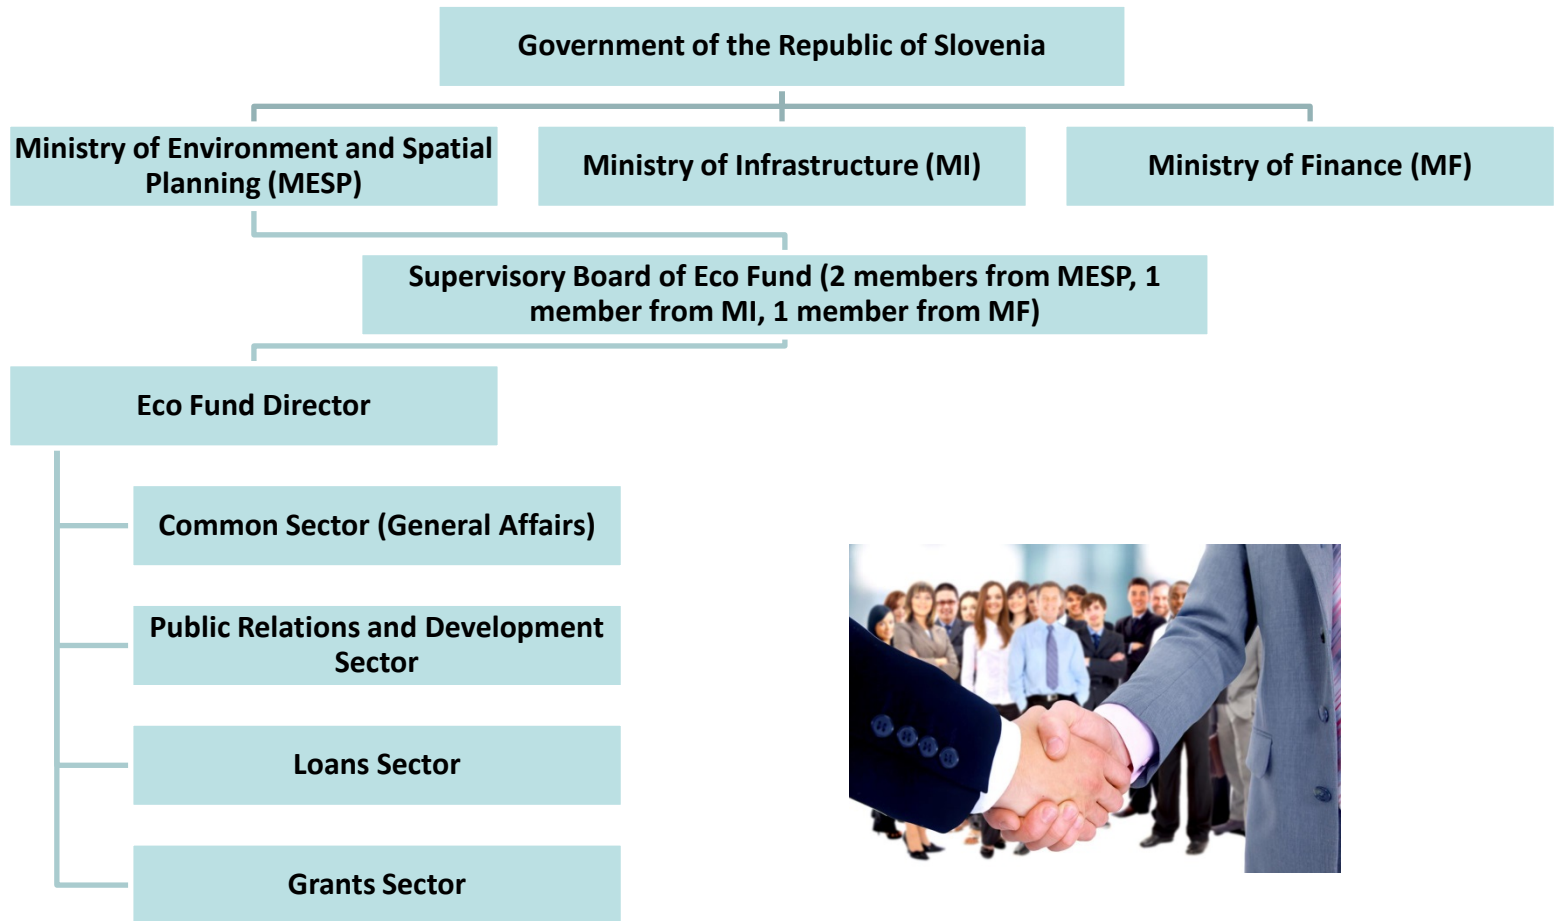 Government of the Republic of Slovenia
Ministry of Environment and Spatial
Planning (MESP)
Ministry of Infrastructure (MI)
Ministry of Finance (MF)
Supervisory Board of Eco Fund (2 members from MESP, 1
member from MI, 1 member from MF)
Eco Fund Director
Common Sector (General Affairs)
Public Relations and Development
Sector
Loans Sector
Grants Sector